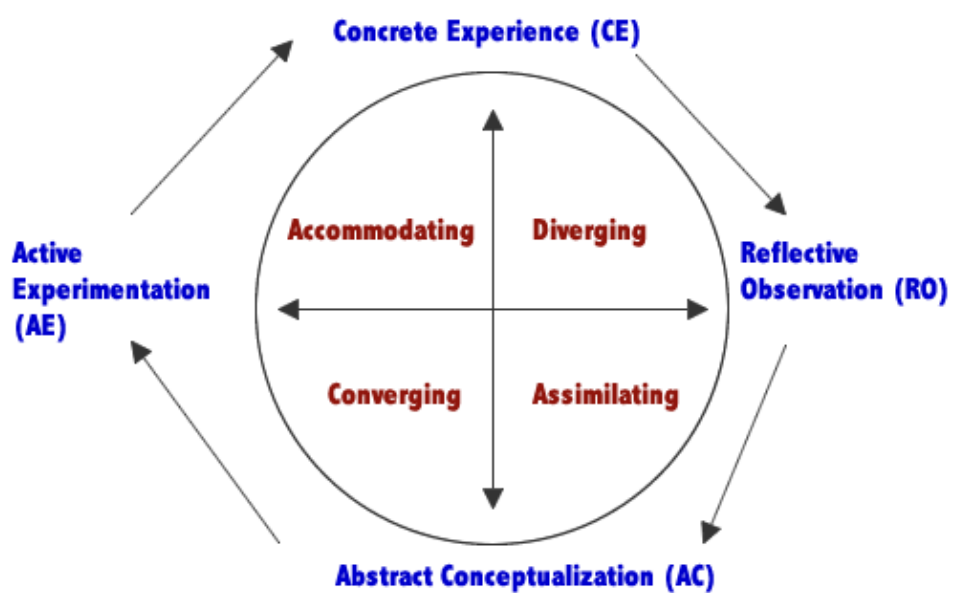 Concrete Experience (CE)
Accommodating
Diverging
Active
Experimentation
(AE)
Reflective
Observation (RO)
Converging
Assimilating
Abstract Conceptualization (AC)